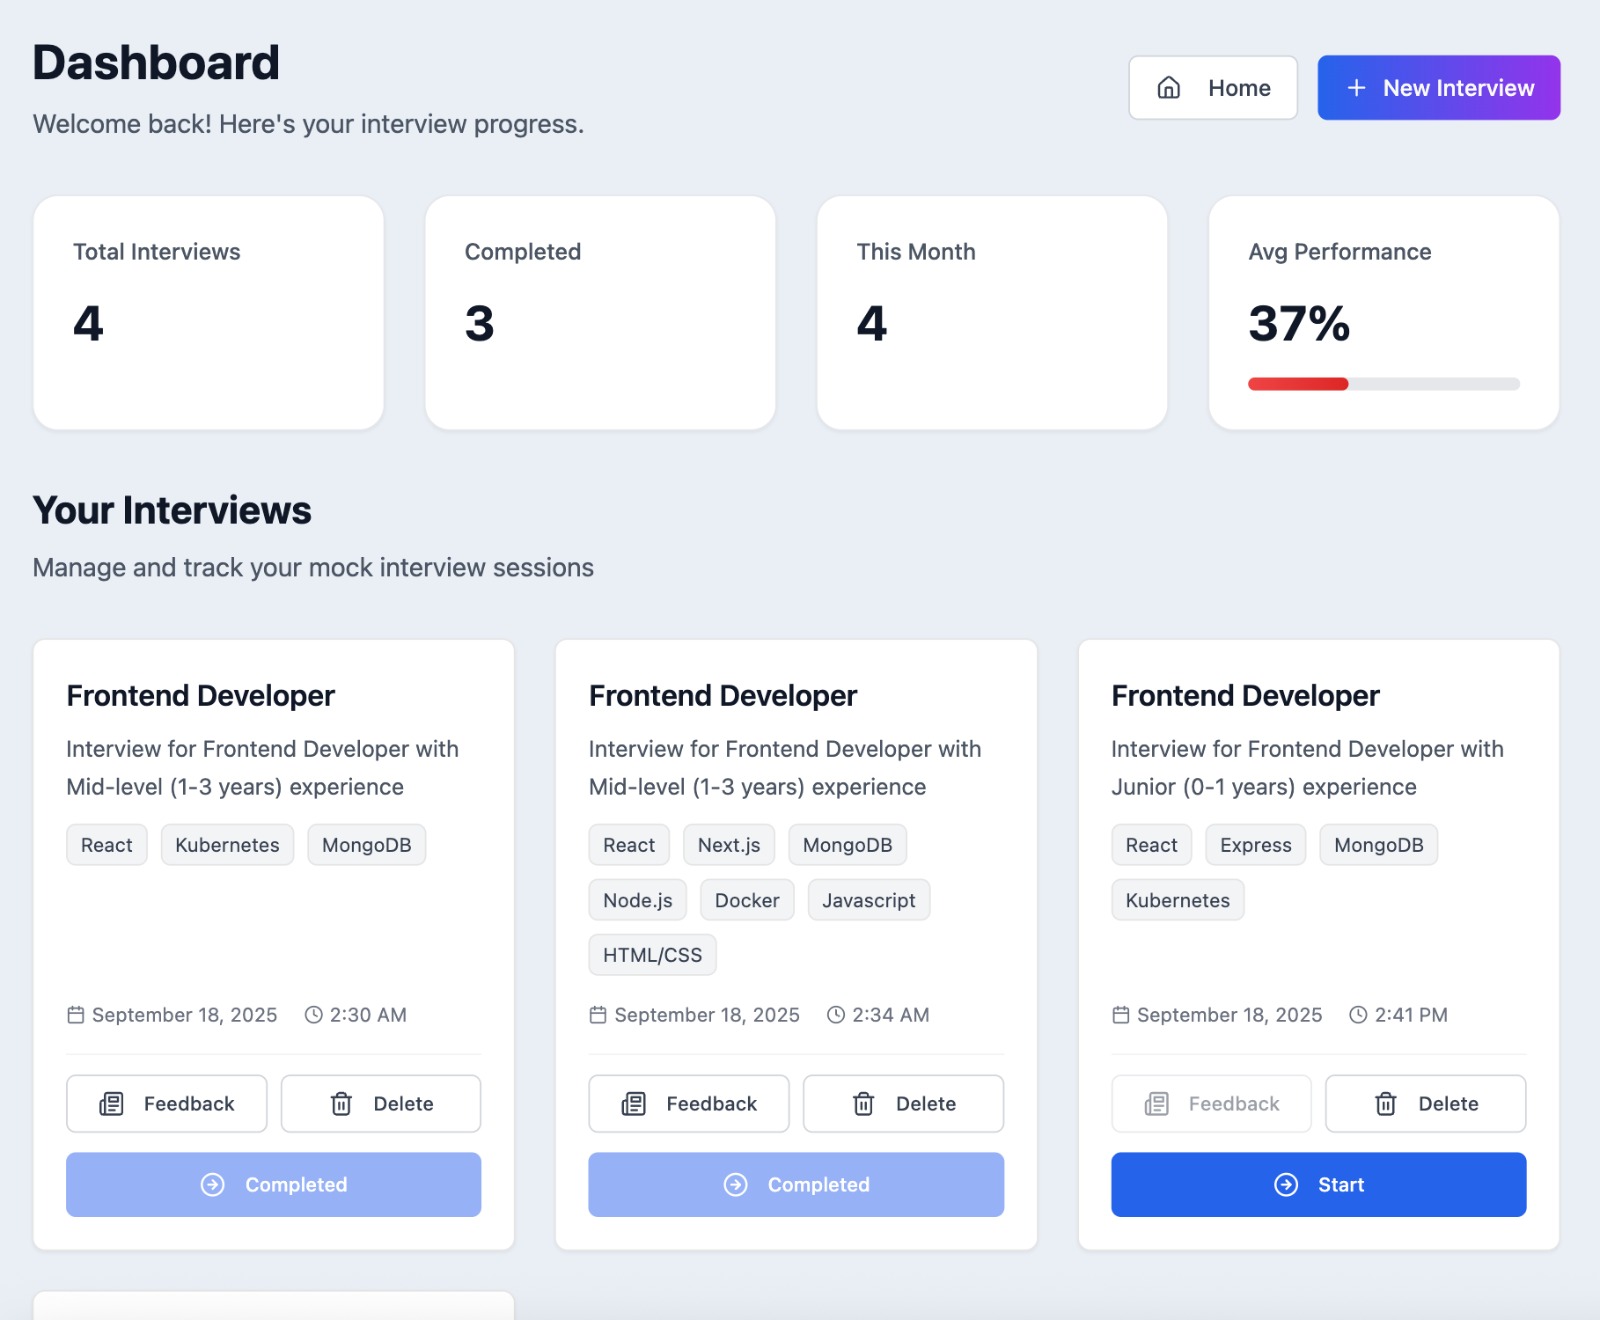 Dashboard
Welcome back! Here's your interview progress.
Home
New Interview
Total Interviews
4
Completed
3
This Month
4
Avg Performance
37%
Your Interviews
Manage and track your mock interview sessions
Frontend Developer
Interview for Frontend Developer with
Mid-level (1-3 years) experience
React Kubernetes MongoDB
September 18, 2025 2:30 AM
Feedback Delete
Completed
Frontend Developer
Interview for Frontend Developer with
Mid-level (1-3 years) experience
React Next.js MongoDB
Node.js Docker Javascript
HTML/CSS
September 18, 2025 2:34 AM
Feedback Delete
Completed
Frontend Developer
Interview for Frontend Developer with
Junior (0-1 years) experience
React Express MongoDB
Kubernetes
September 18, 2025 2:41 PM
Feedback Delete
Start